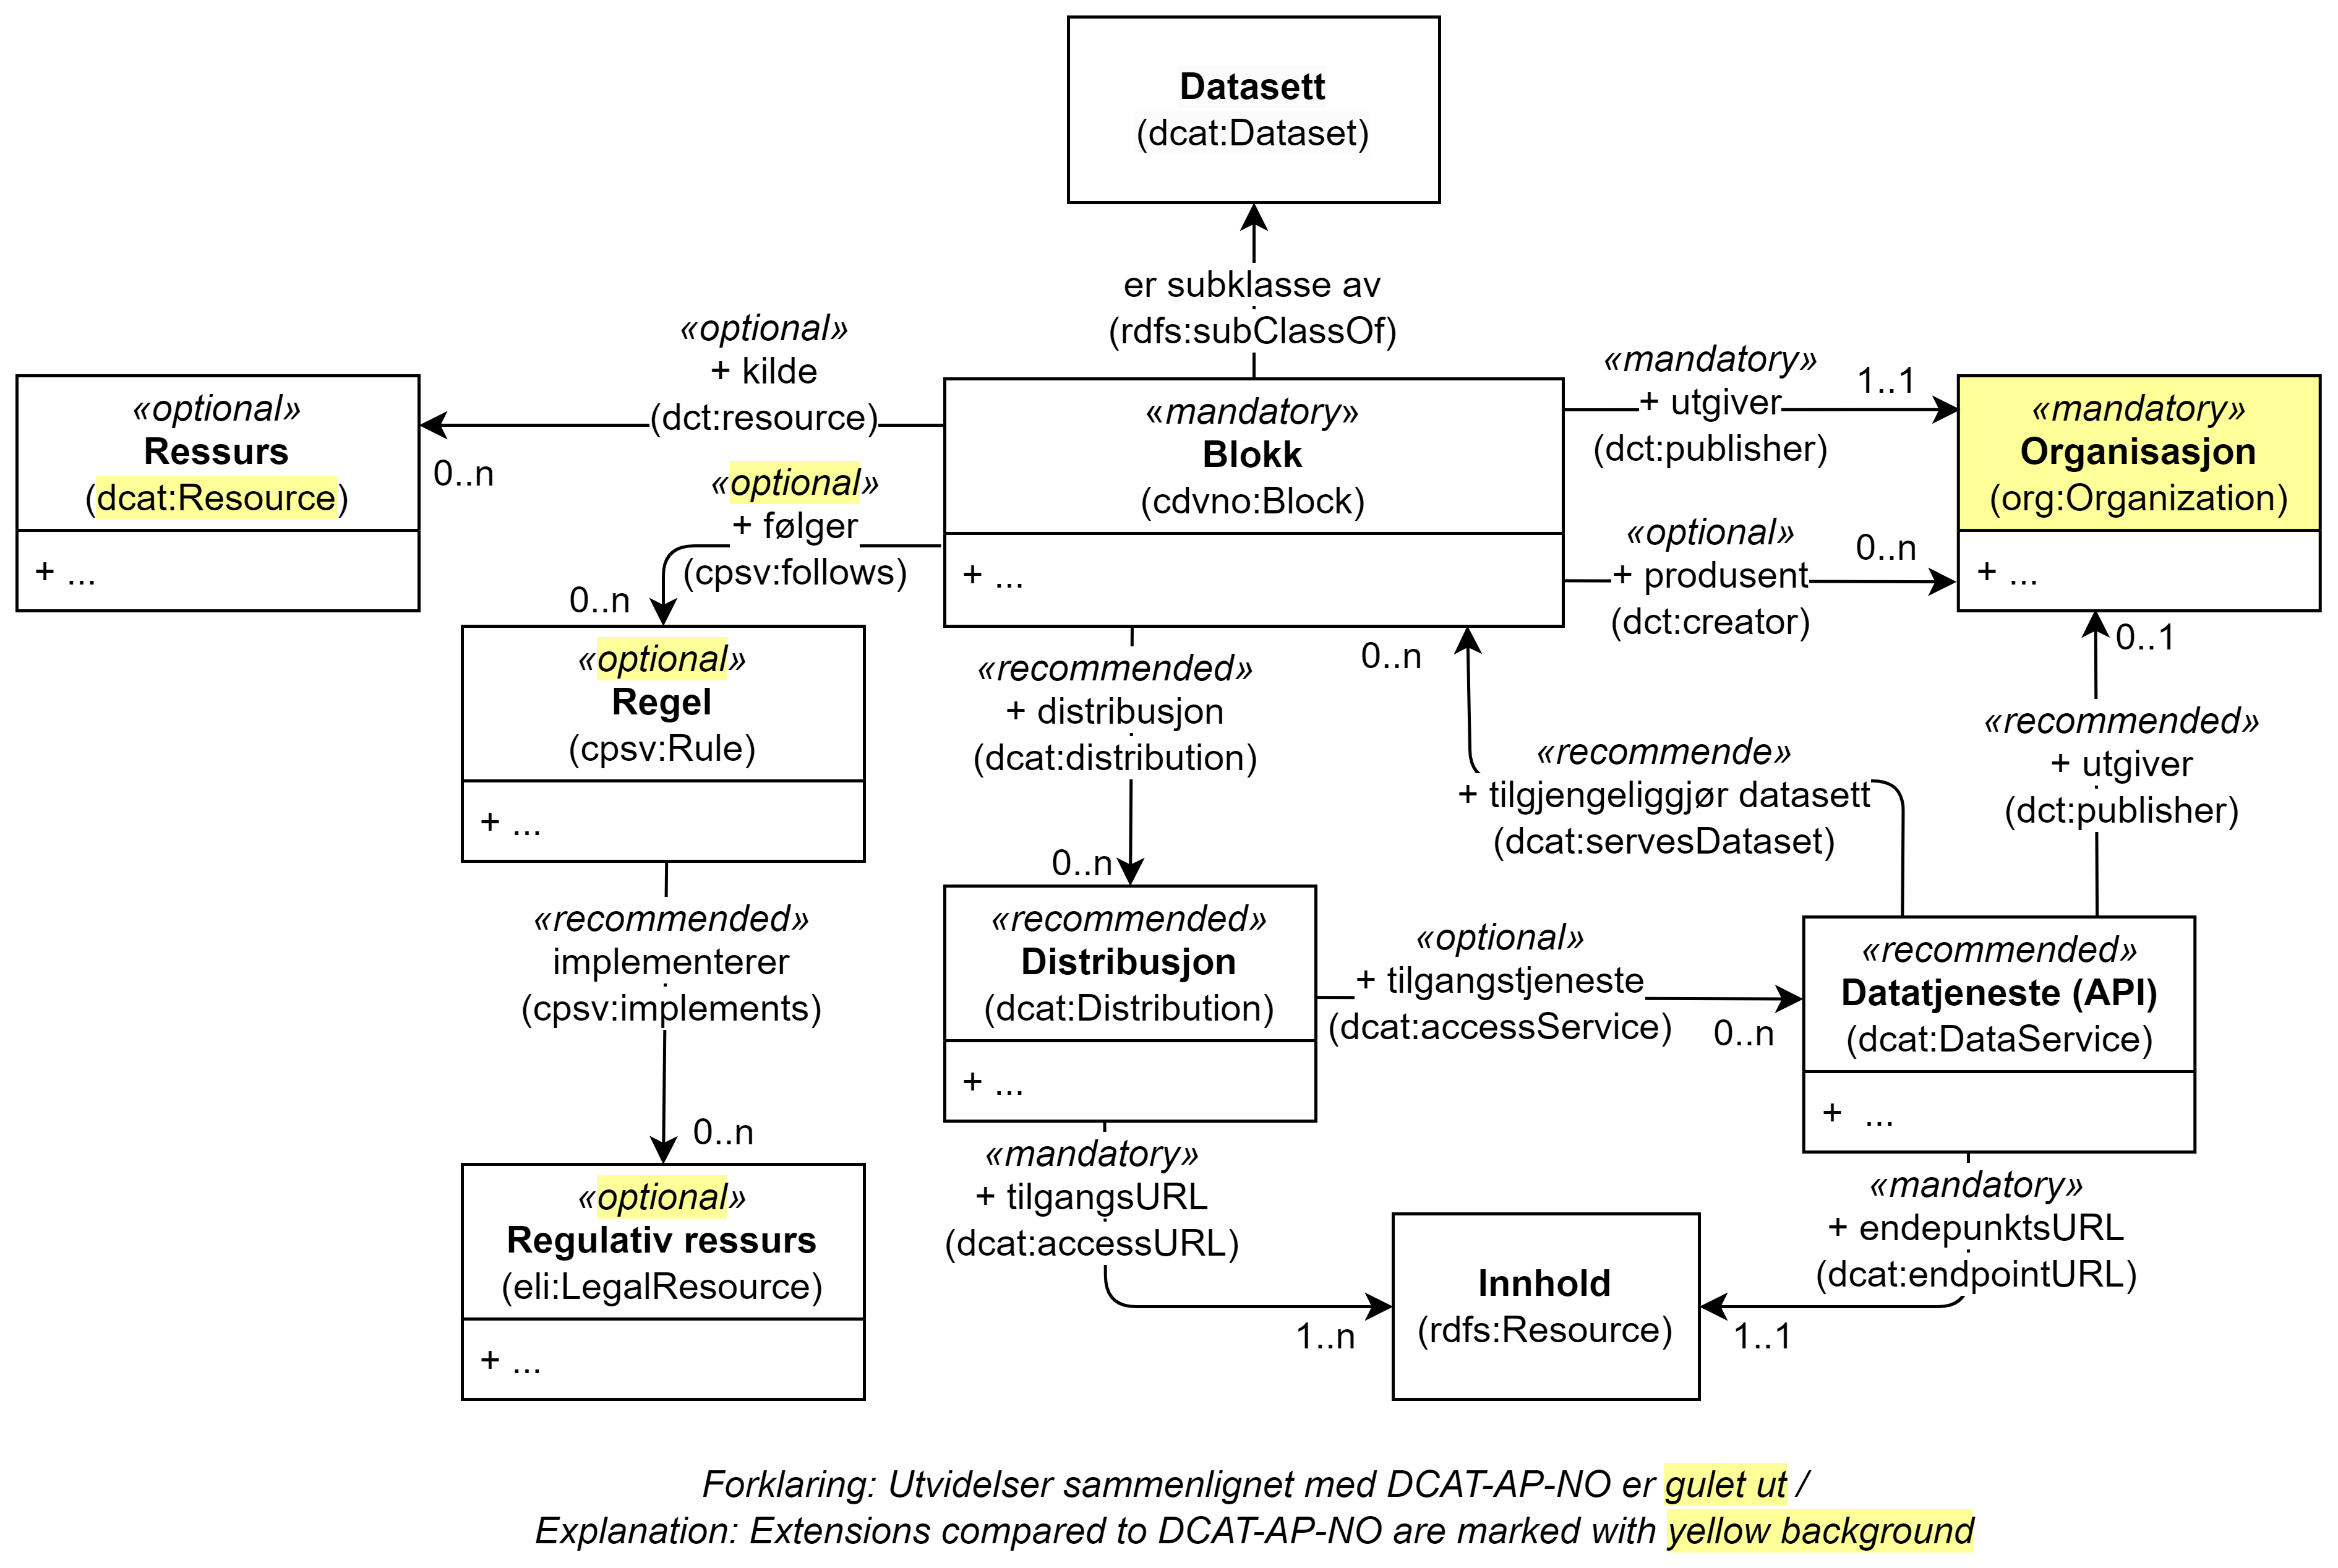 Datasett
(dcat:Dataset)
er subklasse av
(rdfs:subClassOf)
«optional»
+ kilde
(dct:resource)
0..n
«optional»
Ressurs
(dcat:Resource)
+ ...
«mandatory»
Blokk
(cdvno:Block)
+ ...
«mandatory»
+ utgiver
(dct:publisher)
1..1
«mandatory»
Organisasjon
(org:Organization)
+ ...
«optional»
+ følger
(cpsv:follows)
0..n
«optional»
+ produsent
(dct:creator)
0..n
«optional»
Regel
(cpsv:Rule)
+ ...
«recommended»
+ distribusjon
(dcat:distribution)
0..n
0..n
«recommende»
+ tilgjengeliggjør datasett
(dcat:servesDataset)
0..1
«recommended»
+ utgiver
(dct:publisher)
«recommended»
implementerer
(cpsv:implements)
0..n
«recommended»
Distribusjon
(dcat:Distribution)
+ ...
«optional»
+ tilgangstjeneste
(dcat:accessService)
0..n
«recommended»
Datatjeneste (API)
(dcat:DataService)
+ ...
«optional»
Regulativ ressurs
(eli:LegalResource)
+ ...
«mandatory»
+ tilgangsURL
(dcat:accessURL)
1..n
Innhold
(rdfs:Resource)
«mandatory»
+ endepunktsURL
(dcat:endpointURL)
1..1
Forklaring: Utvidelser sammenlignet med DCAT-AP-NO er gulet ut /
Explanation: Extensions compared to DCAT-AP-NO are marked with yellow background